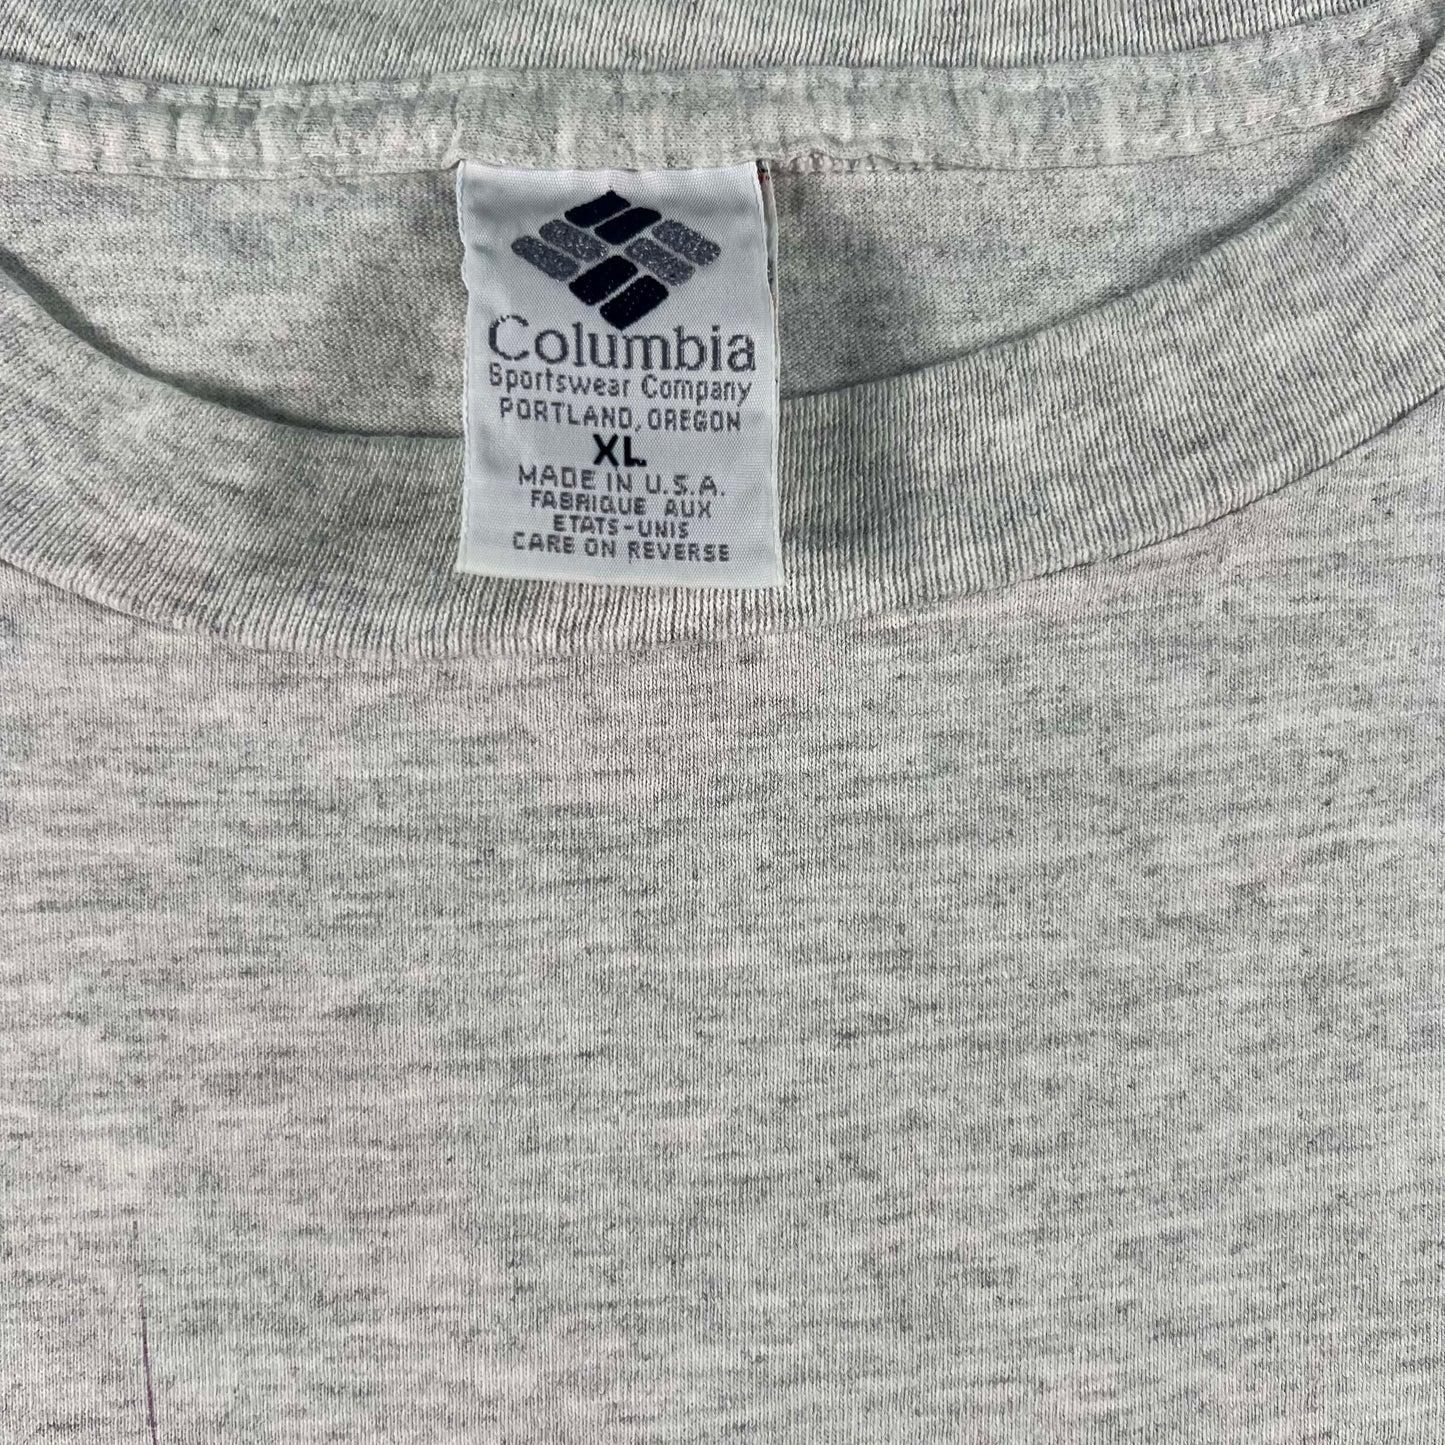 Columbia
Sportswear Company
PORTLAND, OREGON
XL
MADE IN U.S.A.
FABRIQUE AUX
ETATS-UNIS
CARE ON REVERSE